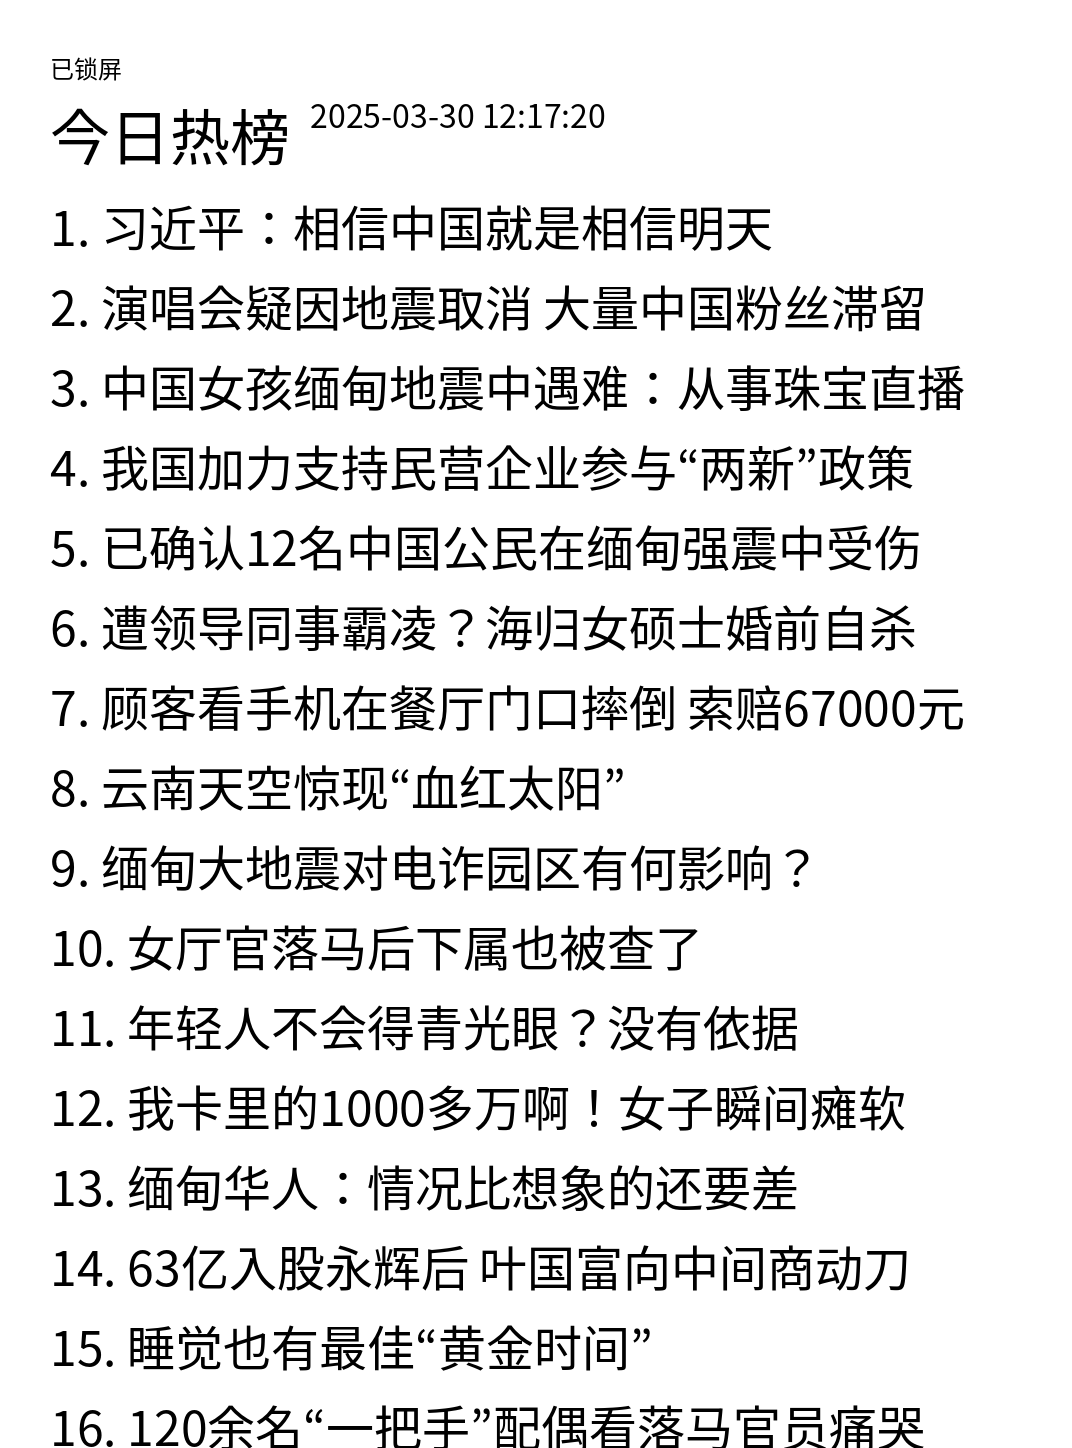 已锁屏
今日热榜 2025-03-30 12:17:20
1. 习近平：相信中国就是相信明天
2. 演唱会疑因地震取消 大量中国粉丝滞留
3. 中国女孩缅甸地震中遇难：从事珠宝直播
4. 我国加力支持民营企业参与“两新”政策
5. 已确认12名中国公民在缅甸强震中受伤
6. 遭领导同事霸凌？海归女硕士婚前自杀
7. 顾客看手机在餐厅门口摔倒 索赔67000元
8. 云南天空惊现“血红太阳”
9. 缅甸大地震对电诈园区有何影响？
10. 女厅官落马后下属也被查了
11. 年轻人不会得青光眼？没有依据
12. 我卡里的1000多万啊！女子瞬间瘫软
13. 缅甸华人：情况比想象的还要差
14. 63亿入股永辉后 叶国富向中间商动刀
15. 睡觉也有最佳“黄金时间”
16. 120余名“一把手”配偶看落马官员痛哭